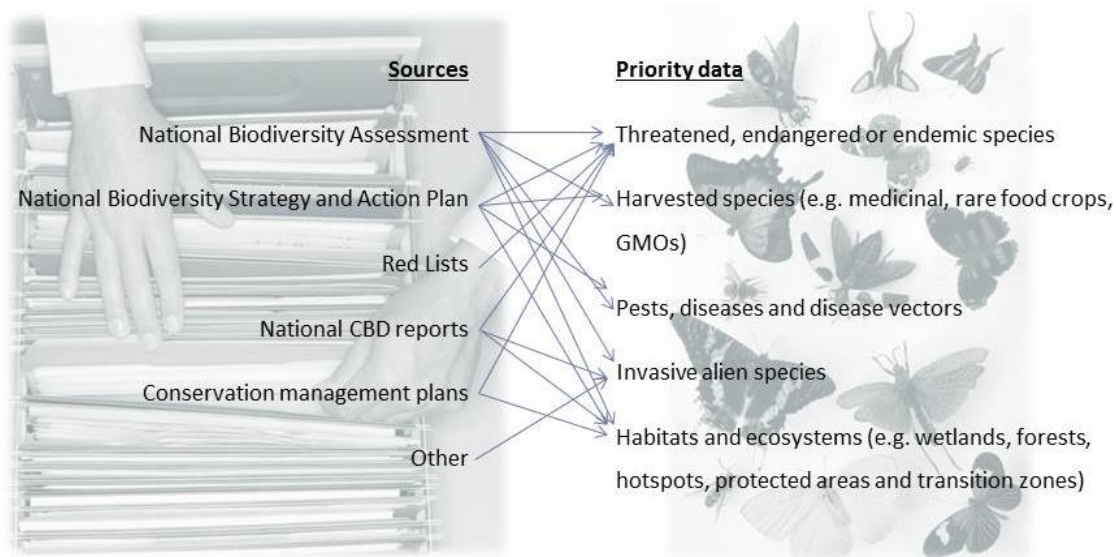 Sources
Priority data
National Biodiversity Assessment
Threatened, endangered or endemic species
National Biodiversity Strategy and Action Plan
Harvested species (e.g. medicinal, rare food crops,
GMOs)
Red Lists
Pests, diseases and disease vectors
National CBD reports
Invasive alien species
Conservation management plans
Habitats and ecosystems (e.g. wetlands, forests,
Other
hotspots, protected areas and transition zones)